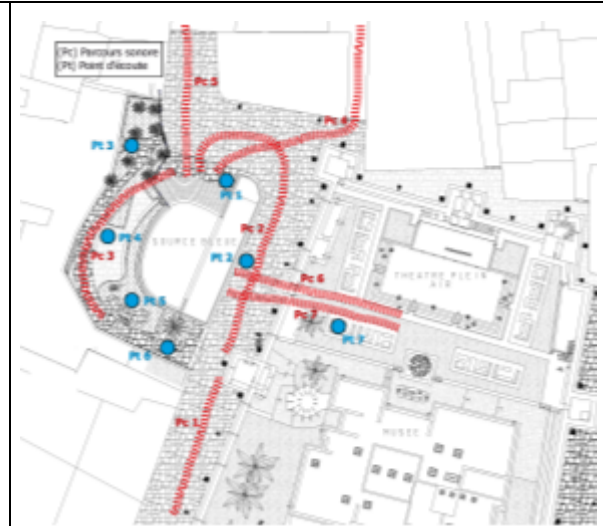 (Pc) Parcours sonore
(Pt) Point d'écoute
Pc 5
Pc 4
Pt 3
Pt 1
Pc 2
Pt 4
SOURCE BLEUE
Pc 3
Pt 2
Pc 6
THEATRE PLEIN
AIR
Pt 5
Pc 7
Pt 7
Pt 6
Pc 1
MUSEE